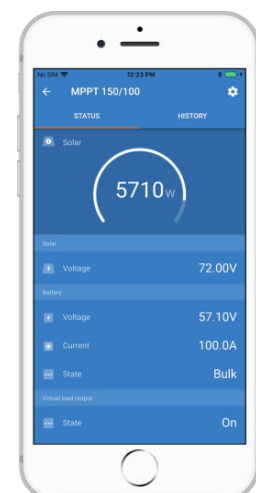 No SIM 12:23 PM
MPPT 150/100
STATUS HISTORY
Solar
5710W
Solar
Voltage 72.00V
Battery
Voltage 57.10V
Current 100.0A
State Bulk
Virtual load output
State On